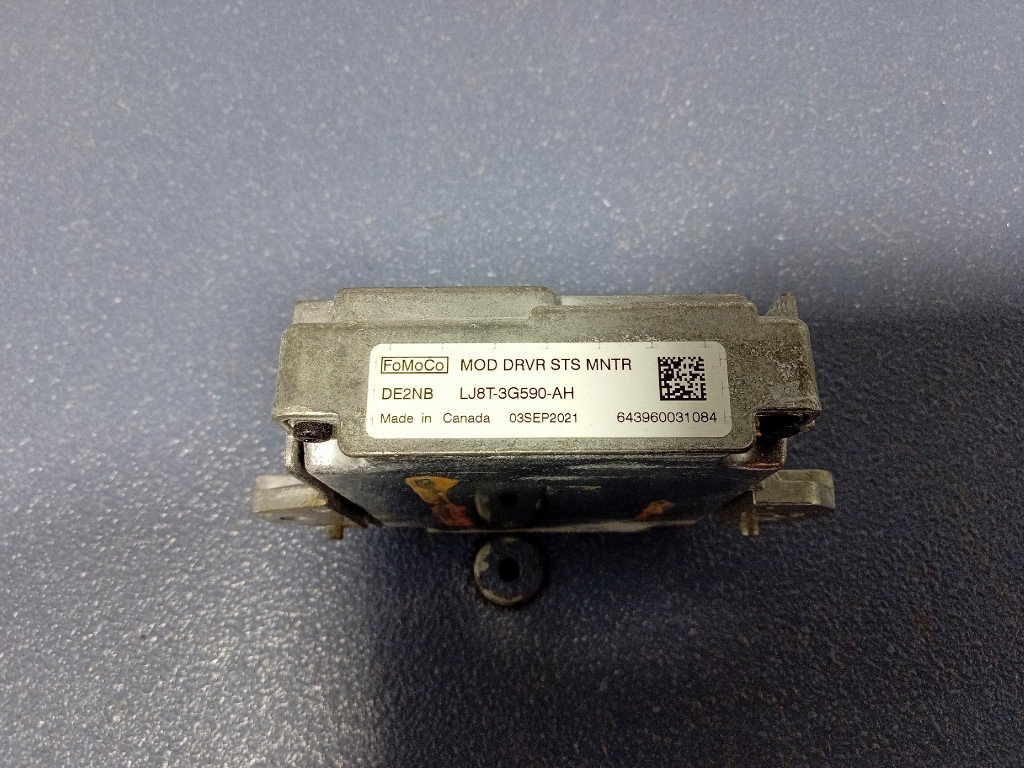 FoMoCo MOD DRVR STS MNTR
DE2NB LJ8T-3G590-AH
Made in Canada 03SEP2021 643960031084